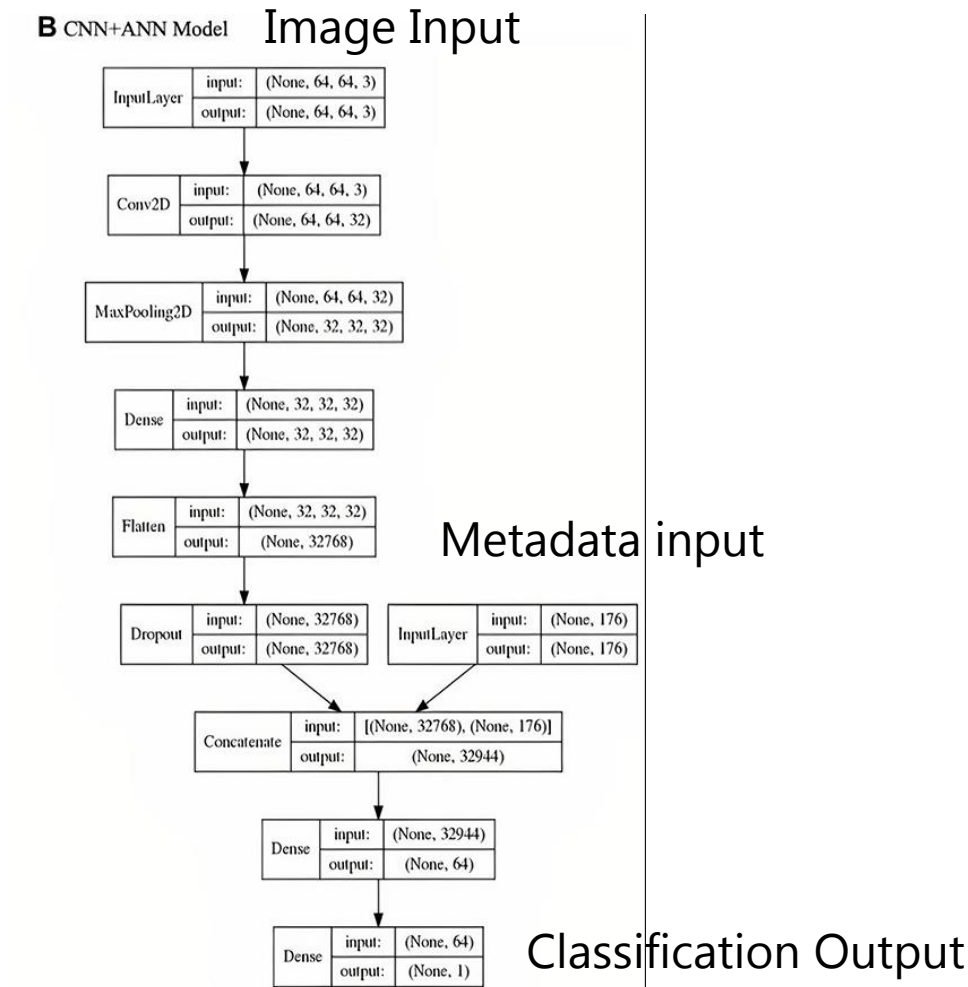 B CNN+ANN Model Image Input
InputLayer input: (None, 64, 64, 3)
output: (None, 64, 64, 3)
Conv2D input: (None, 64, 64, 3)
output: (None, 64, 64, 32)
MaxPooling2D input: (None, 64, 64, 32)
output: (None, 32, 32, 32)
Dense input: (None, 32, 32, 32)
output: (None, 32, 32, 32)
Flatten input: (None, 32, 32, 32)
output: (None, 32768)
Metadata input
Dropout input: (None, 32768)
output: (None, 32768)
InputLayer input: (None, 176)
output: (None, 176)
Concatenate input: [(None, 32768), (None, 176)]
output: (None, 32944)
Dense input: (None, 32944)
output: (None, 64)
Dense input: (None, 64)
output: (None, 1)
Classification Output